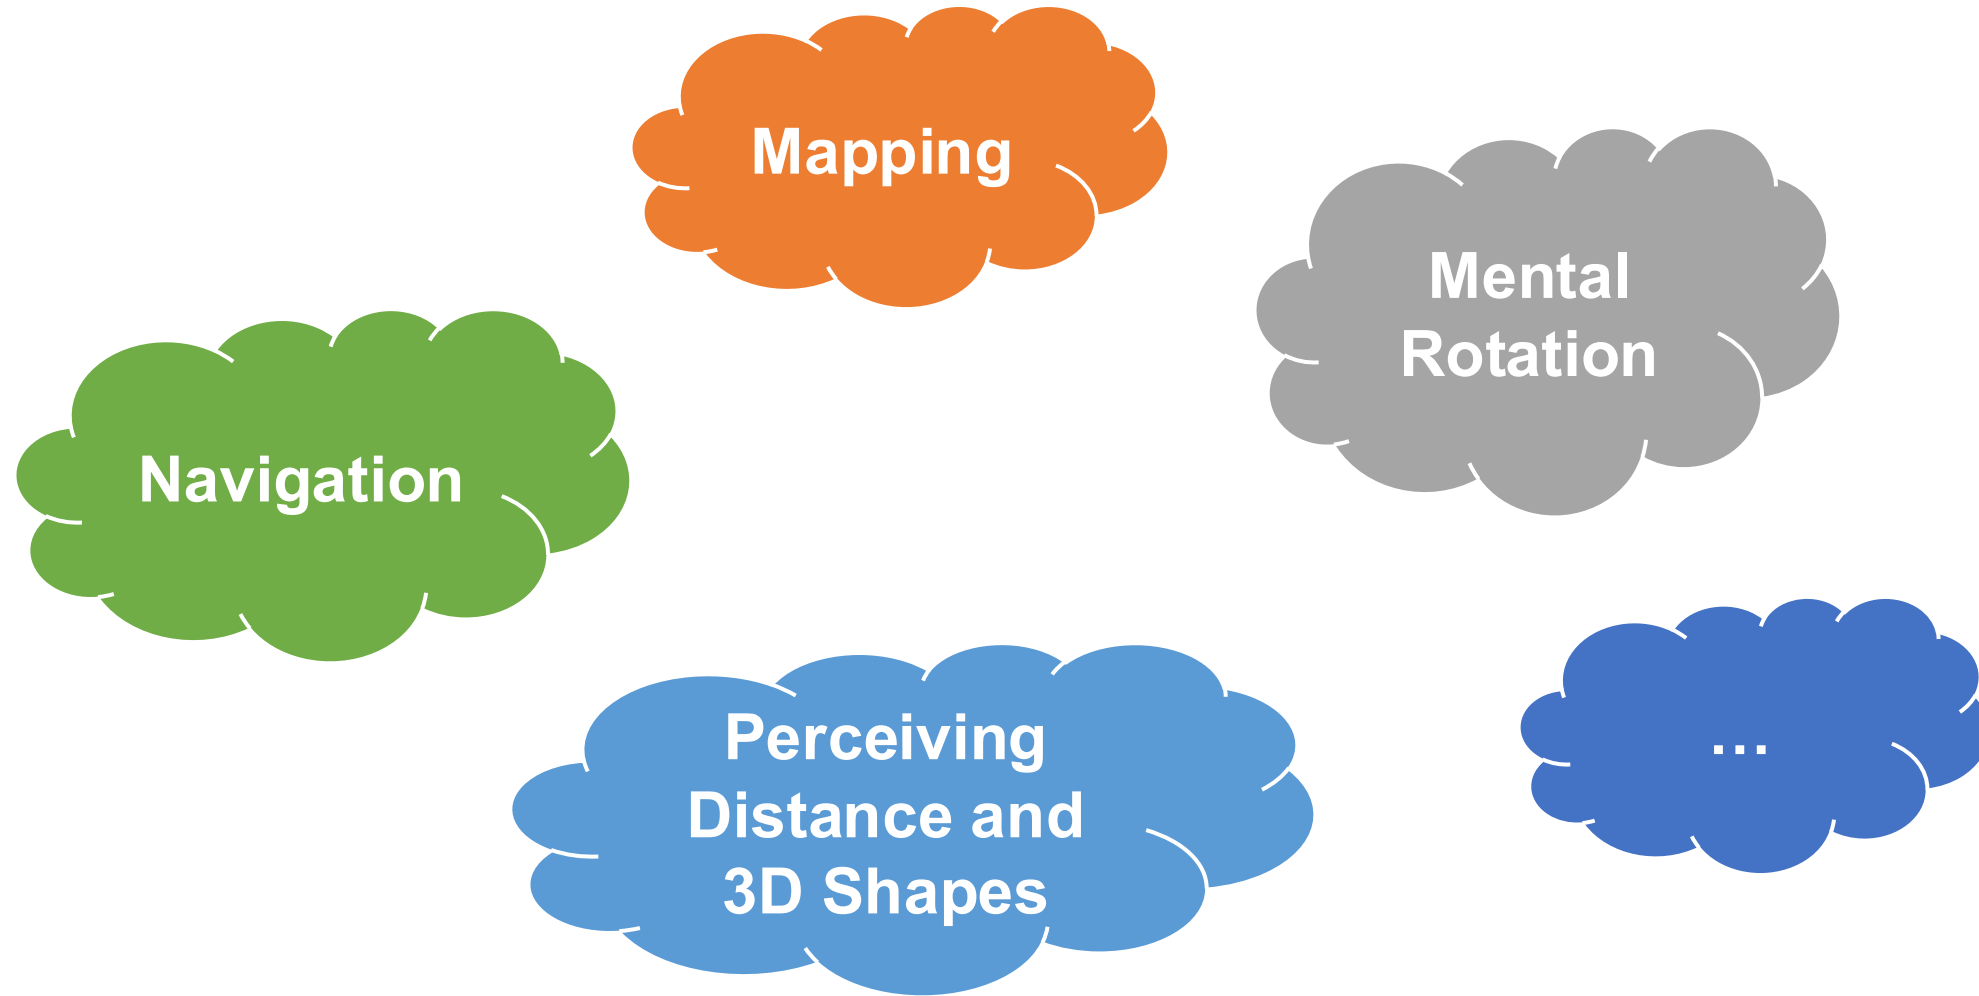 Mapping
Mental
Rotation
Navigation
Perceiving
Distance and
3D Shapes
...